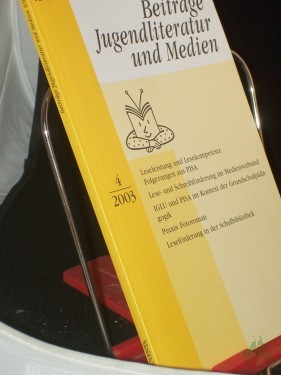 Beiträge
Jugendliteratur
und Medien
4
2003
Leseleistung und Lesekompetenz
Folgerungen aus PISA
Lese- und Schreibförderung im Medienverbund
IGLU und PISA im Kontext der Grundschulpäda-
gogik
Praxis: Fotoroman
Leseförderung in der Schulbibliothek